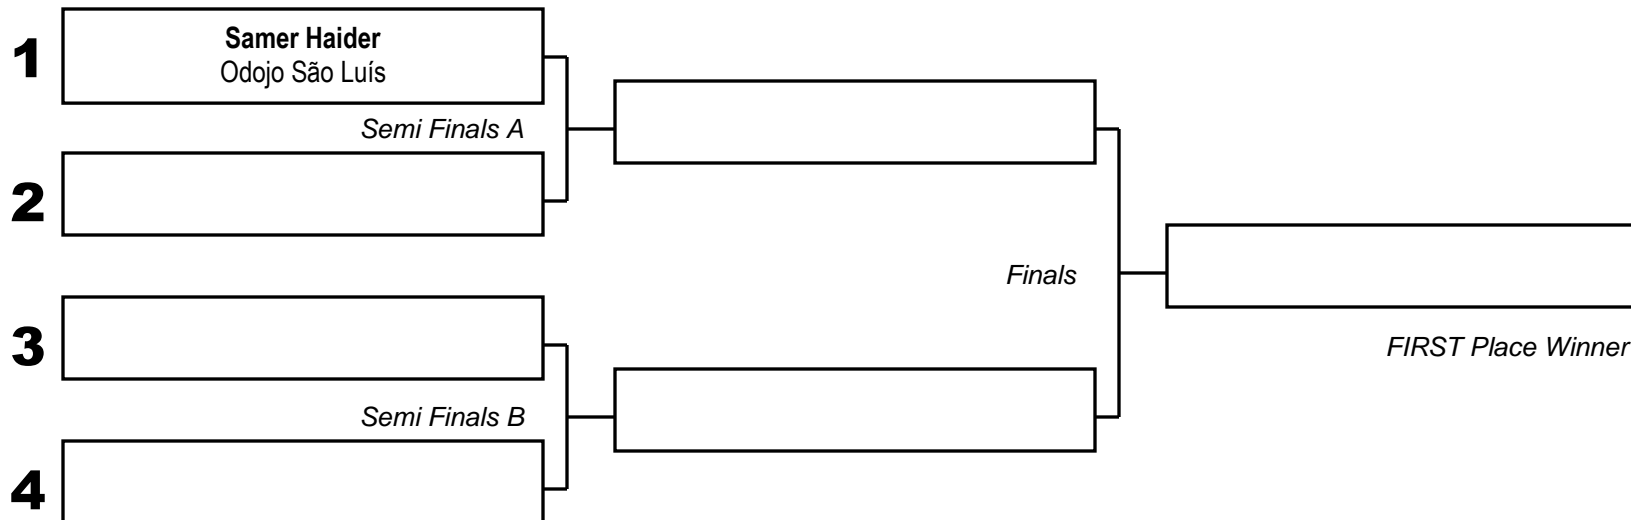 1
Samer Haider
Odojo São Luís
Semi Finals A
2
Finals
3
FIRST Place Winner
Semi Finals B
4